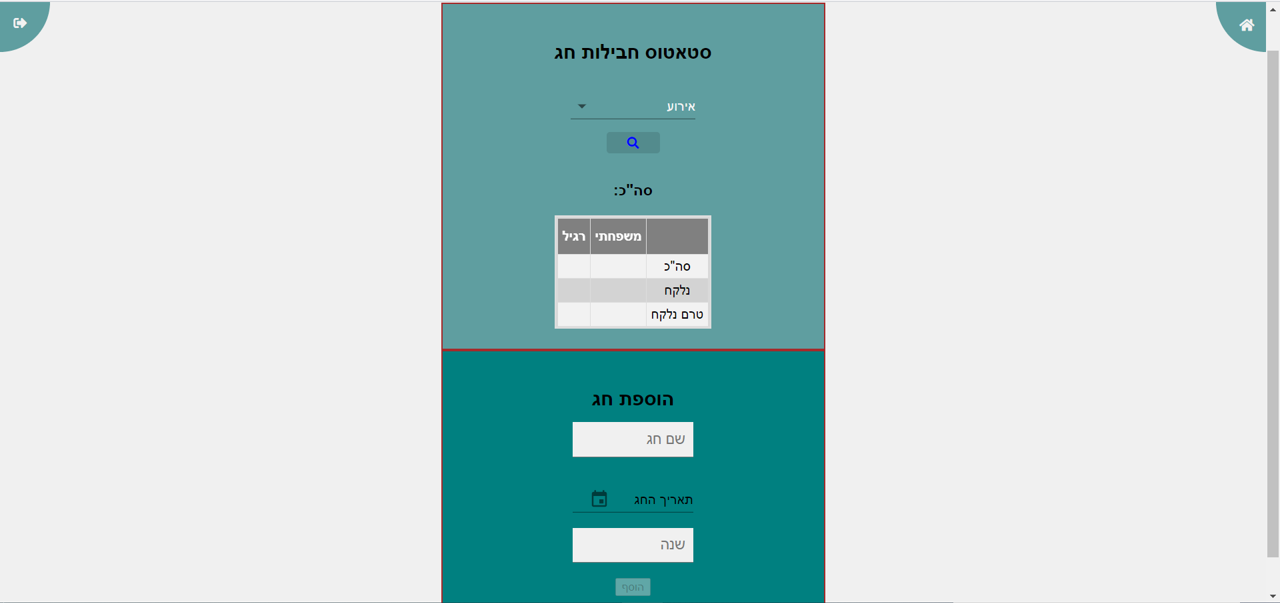 סטאטוס חבילות חג
אירוע
סה"כ:
משפחתי רגיל
סה"כ
נלקח
טרם נלקח
הוספת חג
שם חג
תאריך החג
שנה
הוסף